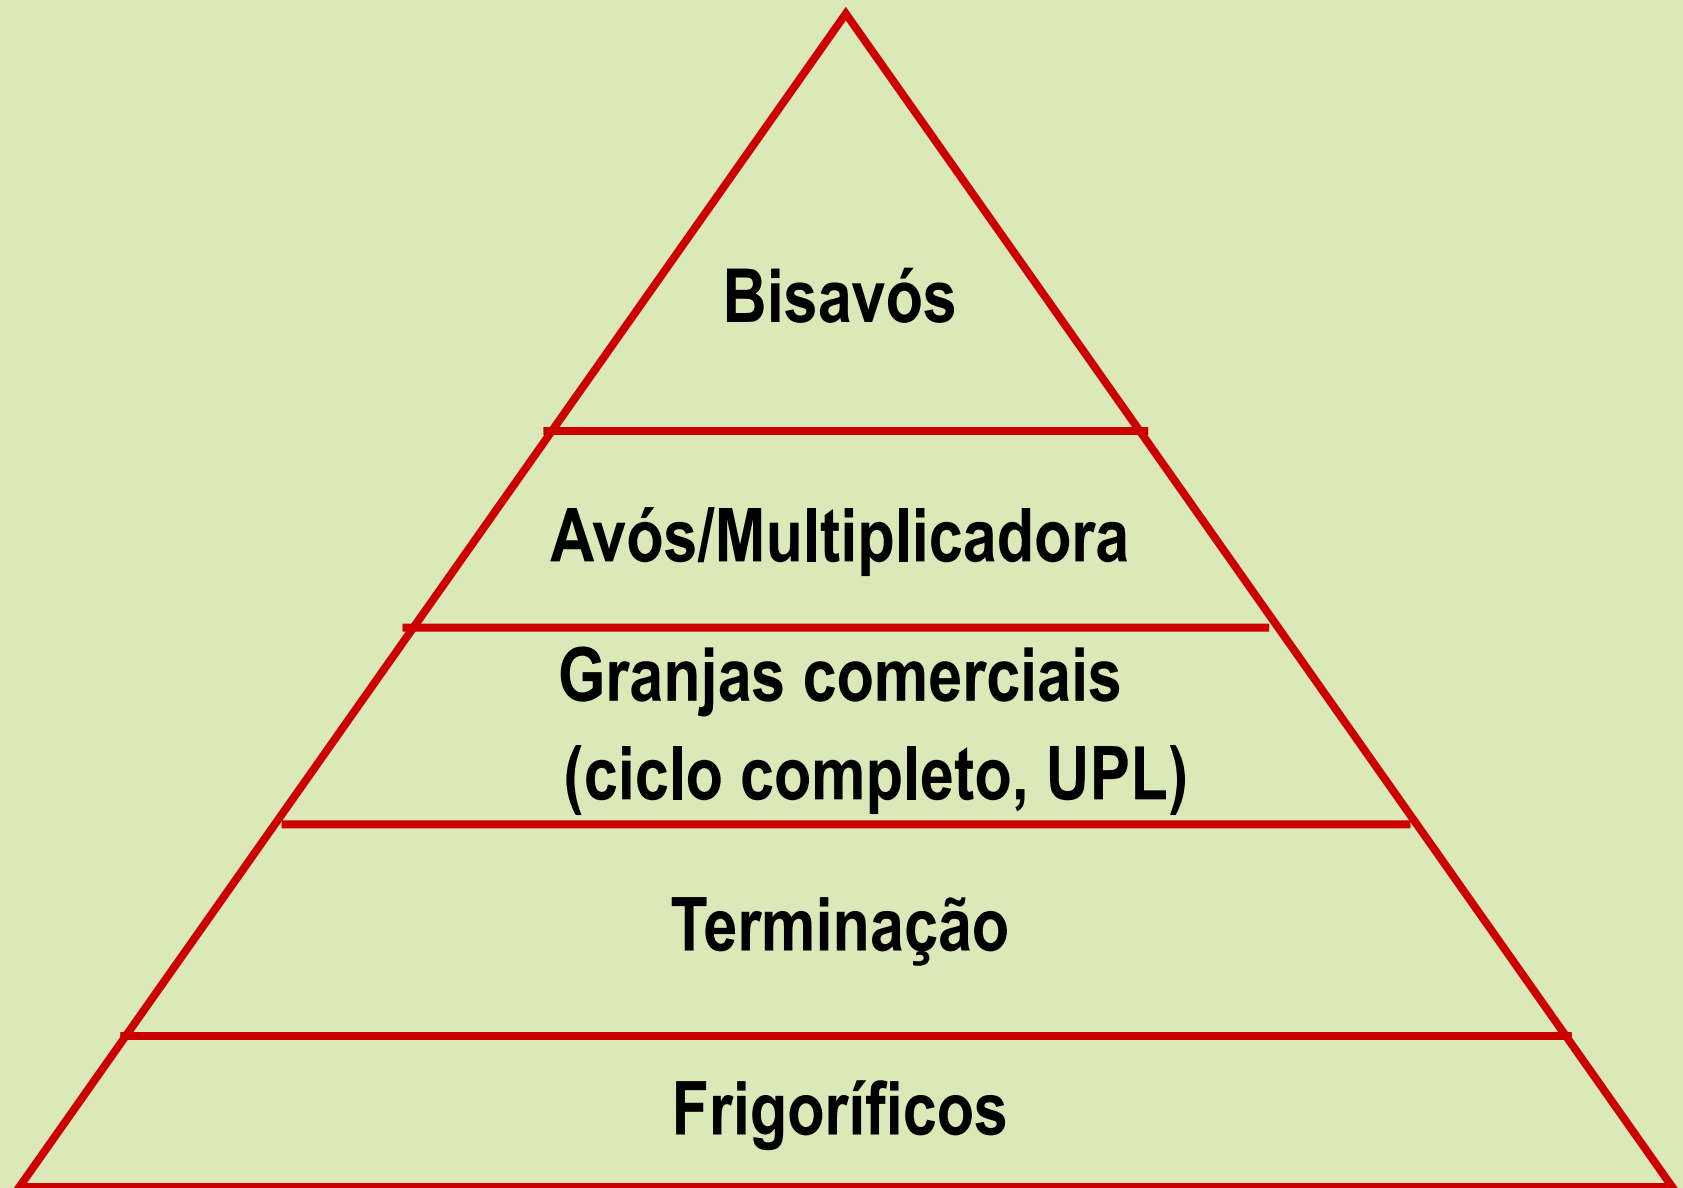 Bisavós
Avós/Multiplicadora
Granjas comerciais
(ciclo completo, UPL)
Terminação
Frigoríficos